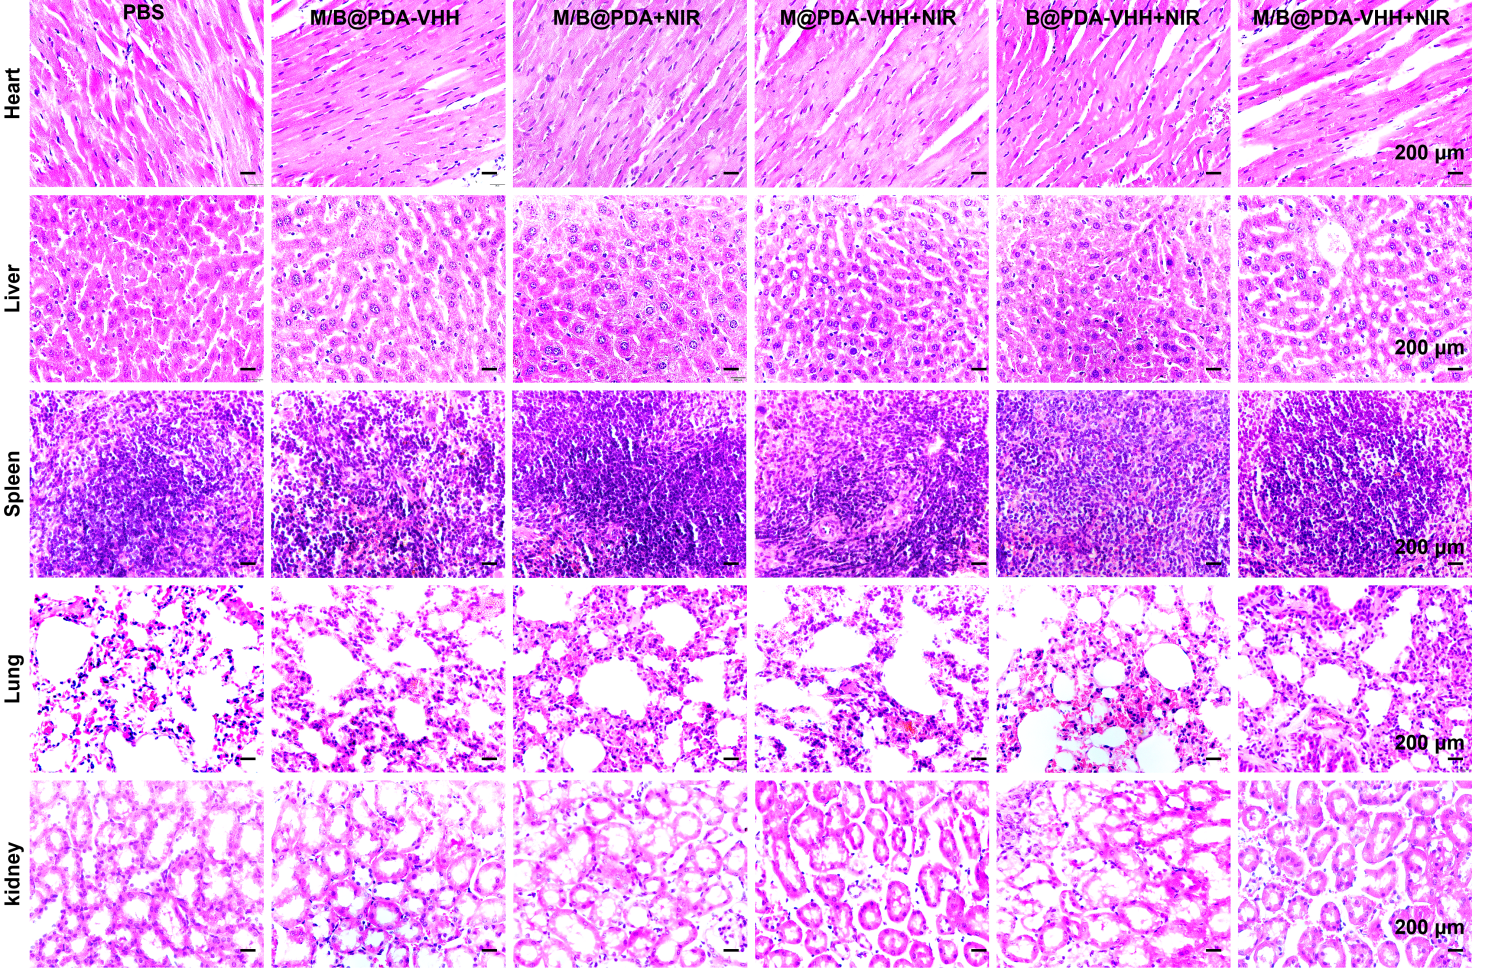 PBS M/B@PDA-VHH M/B@PDA+NIR M@PDA-VHH+NIR B@PDA-VHH+NIR M/B@PDA-VHH+NIR
Heart
200 μm
Liver
200 μm
Spleen
200 μm
Lung
200 μm
kidney
200 μm